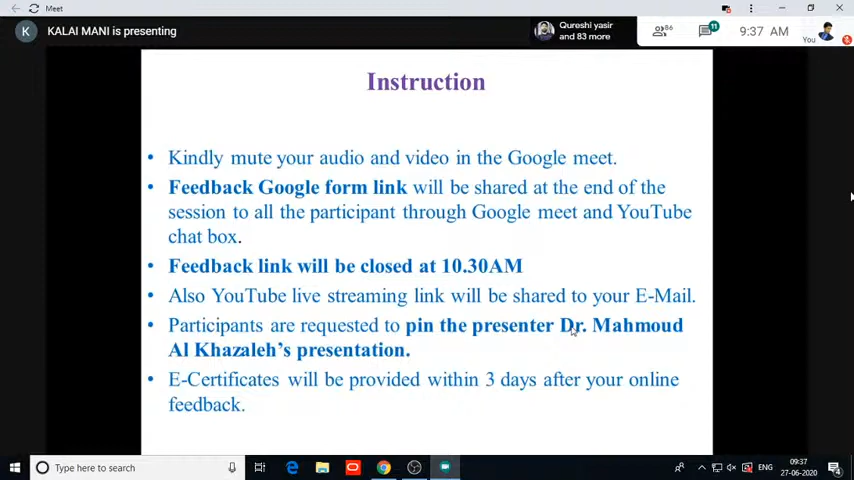 Meet
K
KALAI MANI is presenting
Qureshi yasir
and 83 more
86
11
9:37 AM
You
Instruction
• Kindly mute your audio and video in the Google meet.
• Feedback Google form link will be shared at the end of the
session to all the participant through Google meet and YouTube
chat box.
• Feedback link will be closed at 10.30AM
• Also YouTube live streaming link will be shared to your E-Mail.
• Participants are requested to pin the presenter Dr. Mahmoud
Al Khazaleh's presentation.
• E-Certificates will be provided within 3 days after your online
feedback.
Type here to search
ENG
09:37
27-06-2020
4